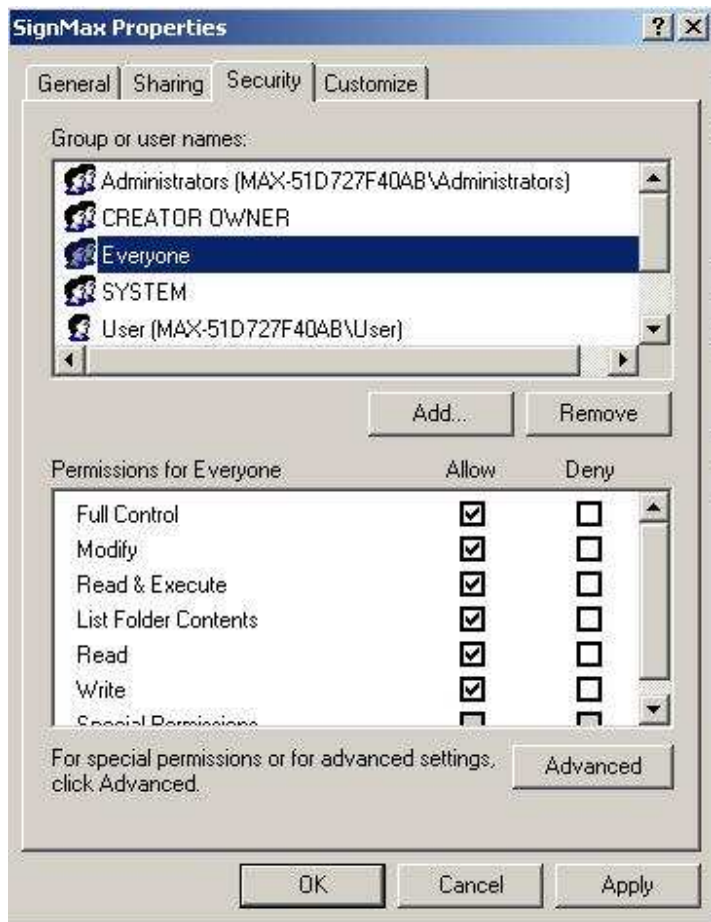 SignMax Properties
General Sharing Security Customize
Group or user names:
Administrators (MAX-51D727F40AB\Administrators)
CREATOR OWNER
Everyone
SYSTEM
User (MAX-51D727F40AB\User)
Add... Remove
Permissions for Everyone Allow Deny
Full Control
Modify
Read & Execute
List Folder Contents
Read
Write
Special Permissions
For special permissions or for advanced settings,
click Advanced.
Advanced
OK Cancel Apply